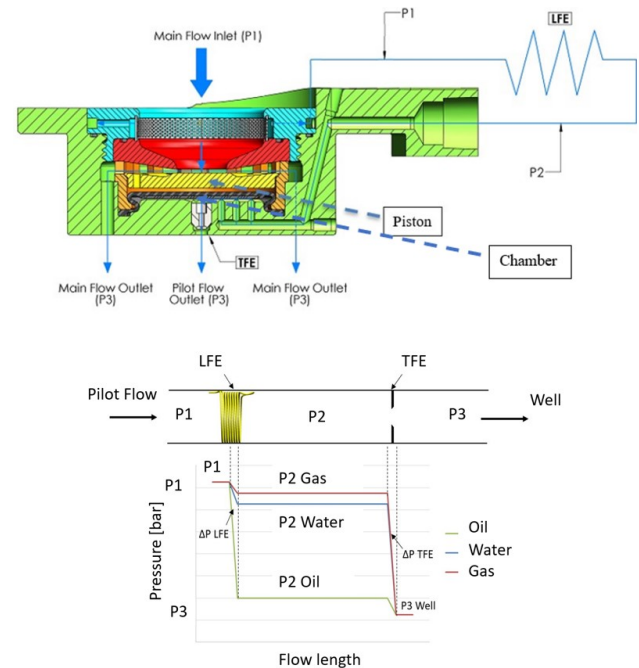 Main Flow Inlet (P1)
P1
LFE
P2
Piston
Chamber
TFE
Main Flow Outlet
(P3)
Pilot Flow
Outlet (P3)
Main Flow Outlet
(P3)
LFE
TFE
Pilot Flow
P1
P2
P3
Well
P1
P1
P2 Gas
ΔP LFE
P2 Water
ΔP TFE
Oil
Water
Gas
P2 Oil
P3 Well
P3
Pressure [bar]
Flow length